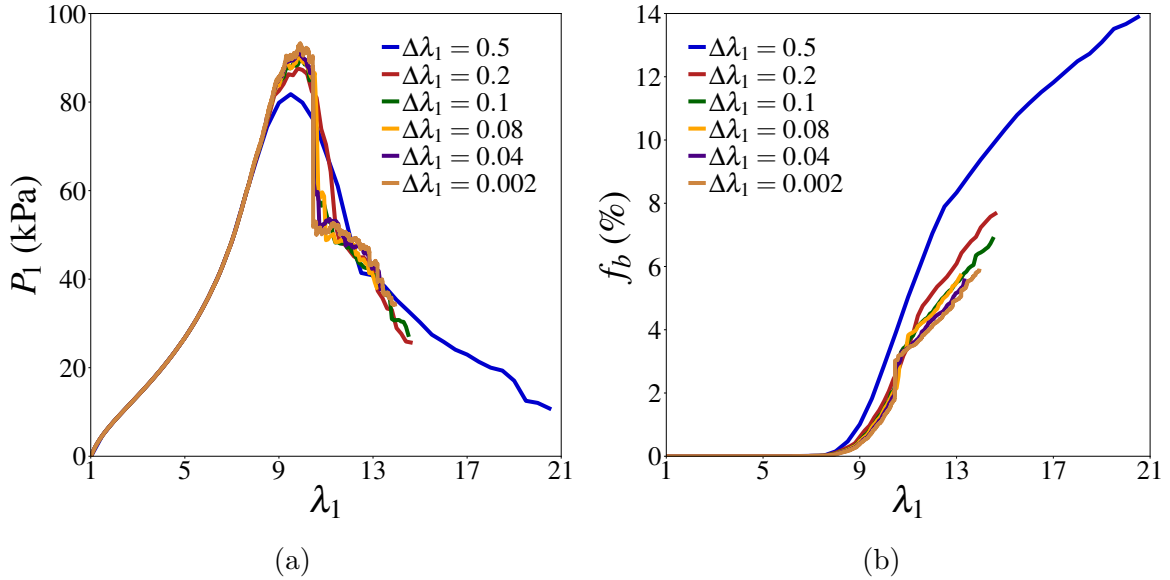 100
80
60
40
20
0
P₁ (kPa)
Δλ₁ = 0.5
Δλ₁ = 0.2
Δλ₁ = 0.1
Δλ₁ = 0.08
Δλ₁ = 0.04
Δλ₁ = 0.002
1 5 9 13 17 21
λ₁
(a)
14
12
10
8
6
4
2
0
f_b (%)
Δλ₁ = 0.5
Δλ₁ = 0.2
Δλ₁ = 0.1
Δλ₁ = 0.08
Δλ₁ = 0.04
Δλ₁ = 0.002
1 5 9 13 17 21
λ₁
(b)